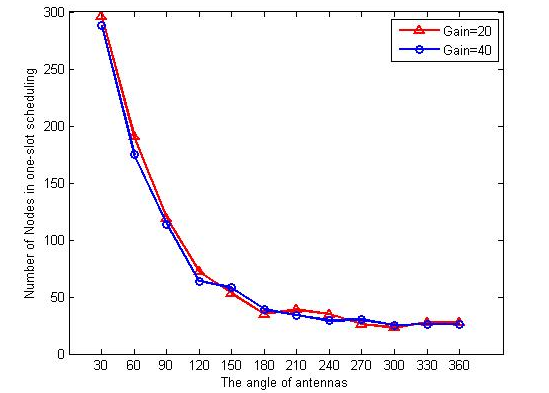 300
250
200
150
100
50
0
Number of Nodes in one-slot scheduling
Gain=20
Gain=40
30 60 90 120 150 180 210 240 270 300 330 360
The angle of antennas